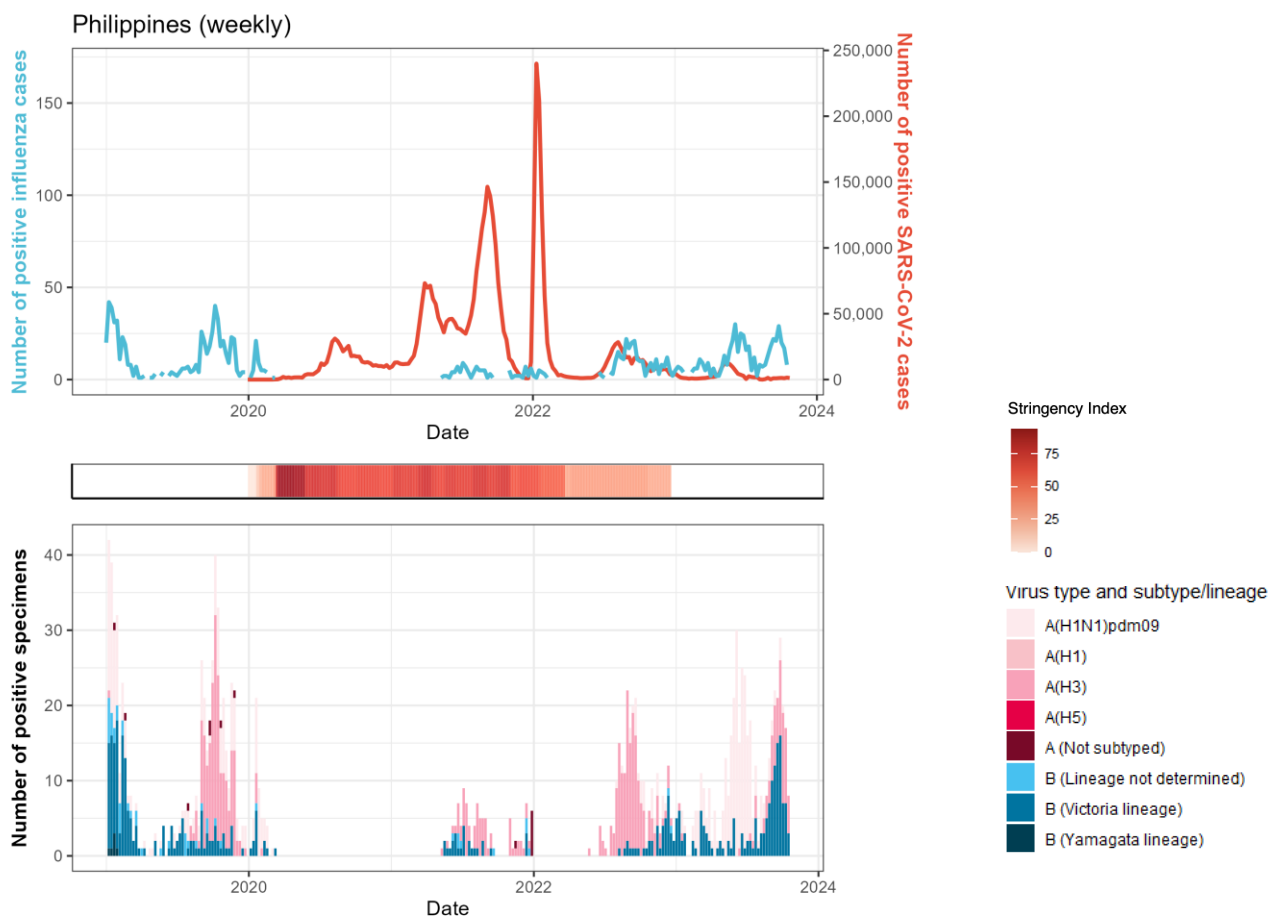 Philippines (weekly)
Number of positive influenza cases
Number of positive SARS-CoV-2 cases
150
100
50
0
250,000
200,000
150,000
100,000
50,000
0
2020
2022
2024
Date
Stringency Index
75
50
25
0
Number of positive specimens
40
30
20
10
0
2020
2022
2024
Date
Virus type and subtype/lineage
A(H1N1)pdm09
A(H1)
A(H3)
A(H5)
A (Not subtyped)
B (Lineage not determined)
B (Victoria lineage)
B (Yamagata lineage)